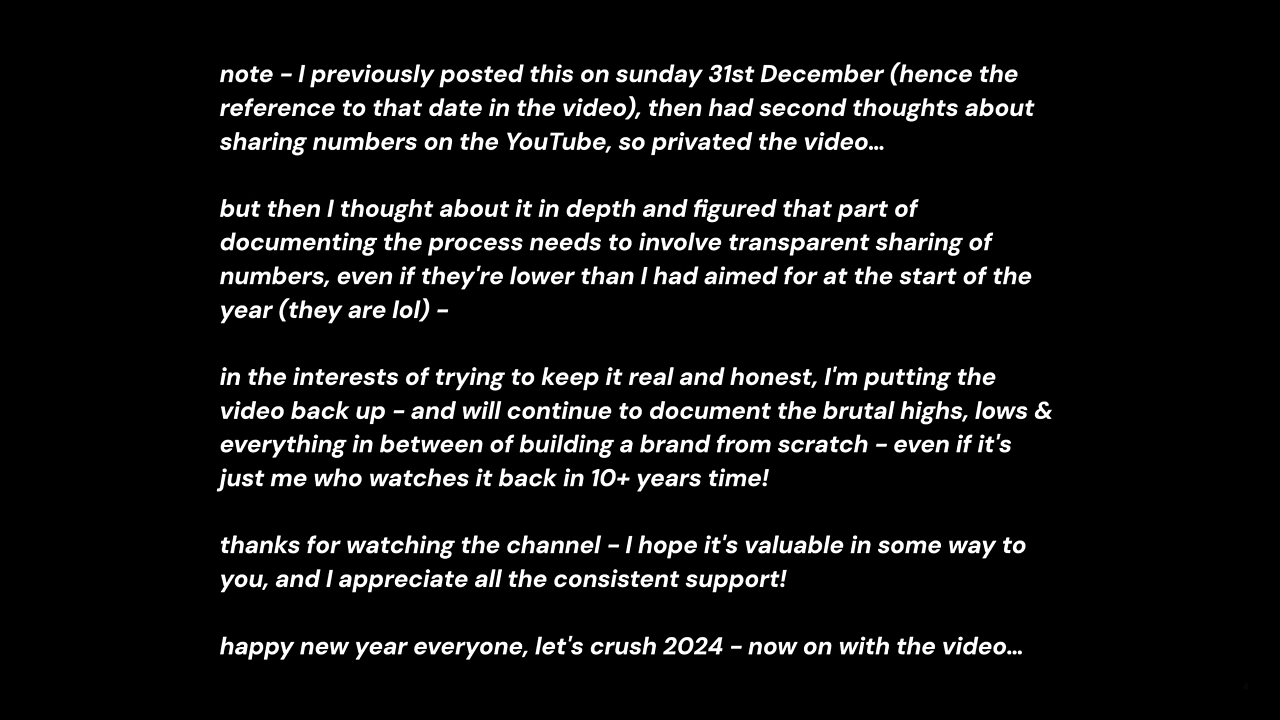 note – I previously posted this on sunday 31st December (hence the
reference to that date in the video), then had second thoughts about
sharing numbers on the YouTube, so privated the video…
but then I thought about it in depth and figured that part of
documenting the process needs to involve transparent sharing of
numbers, even if they're lower than I had aimed for at the start of the
year (they are lol) –
in the interests of trying to keep it real and honest, I'm putting the
video back up – and will continue to document the brutal highs, lows &
everything in between of building a brand from scratch – even if it's
just me who watches it back in 10+ years time!
thanks for watching the channel – I hope it's valuable in some way to
you, and I appreciate all the consistent support!
happy new year everyone, let's crush 2024 – now on with the video…